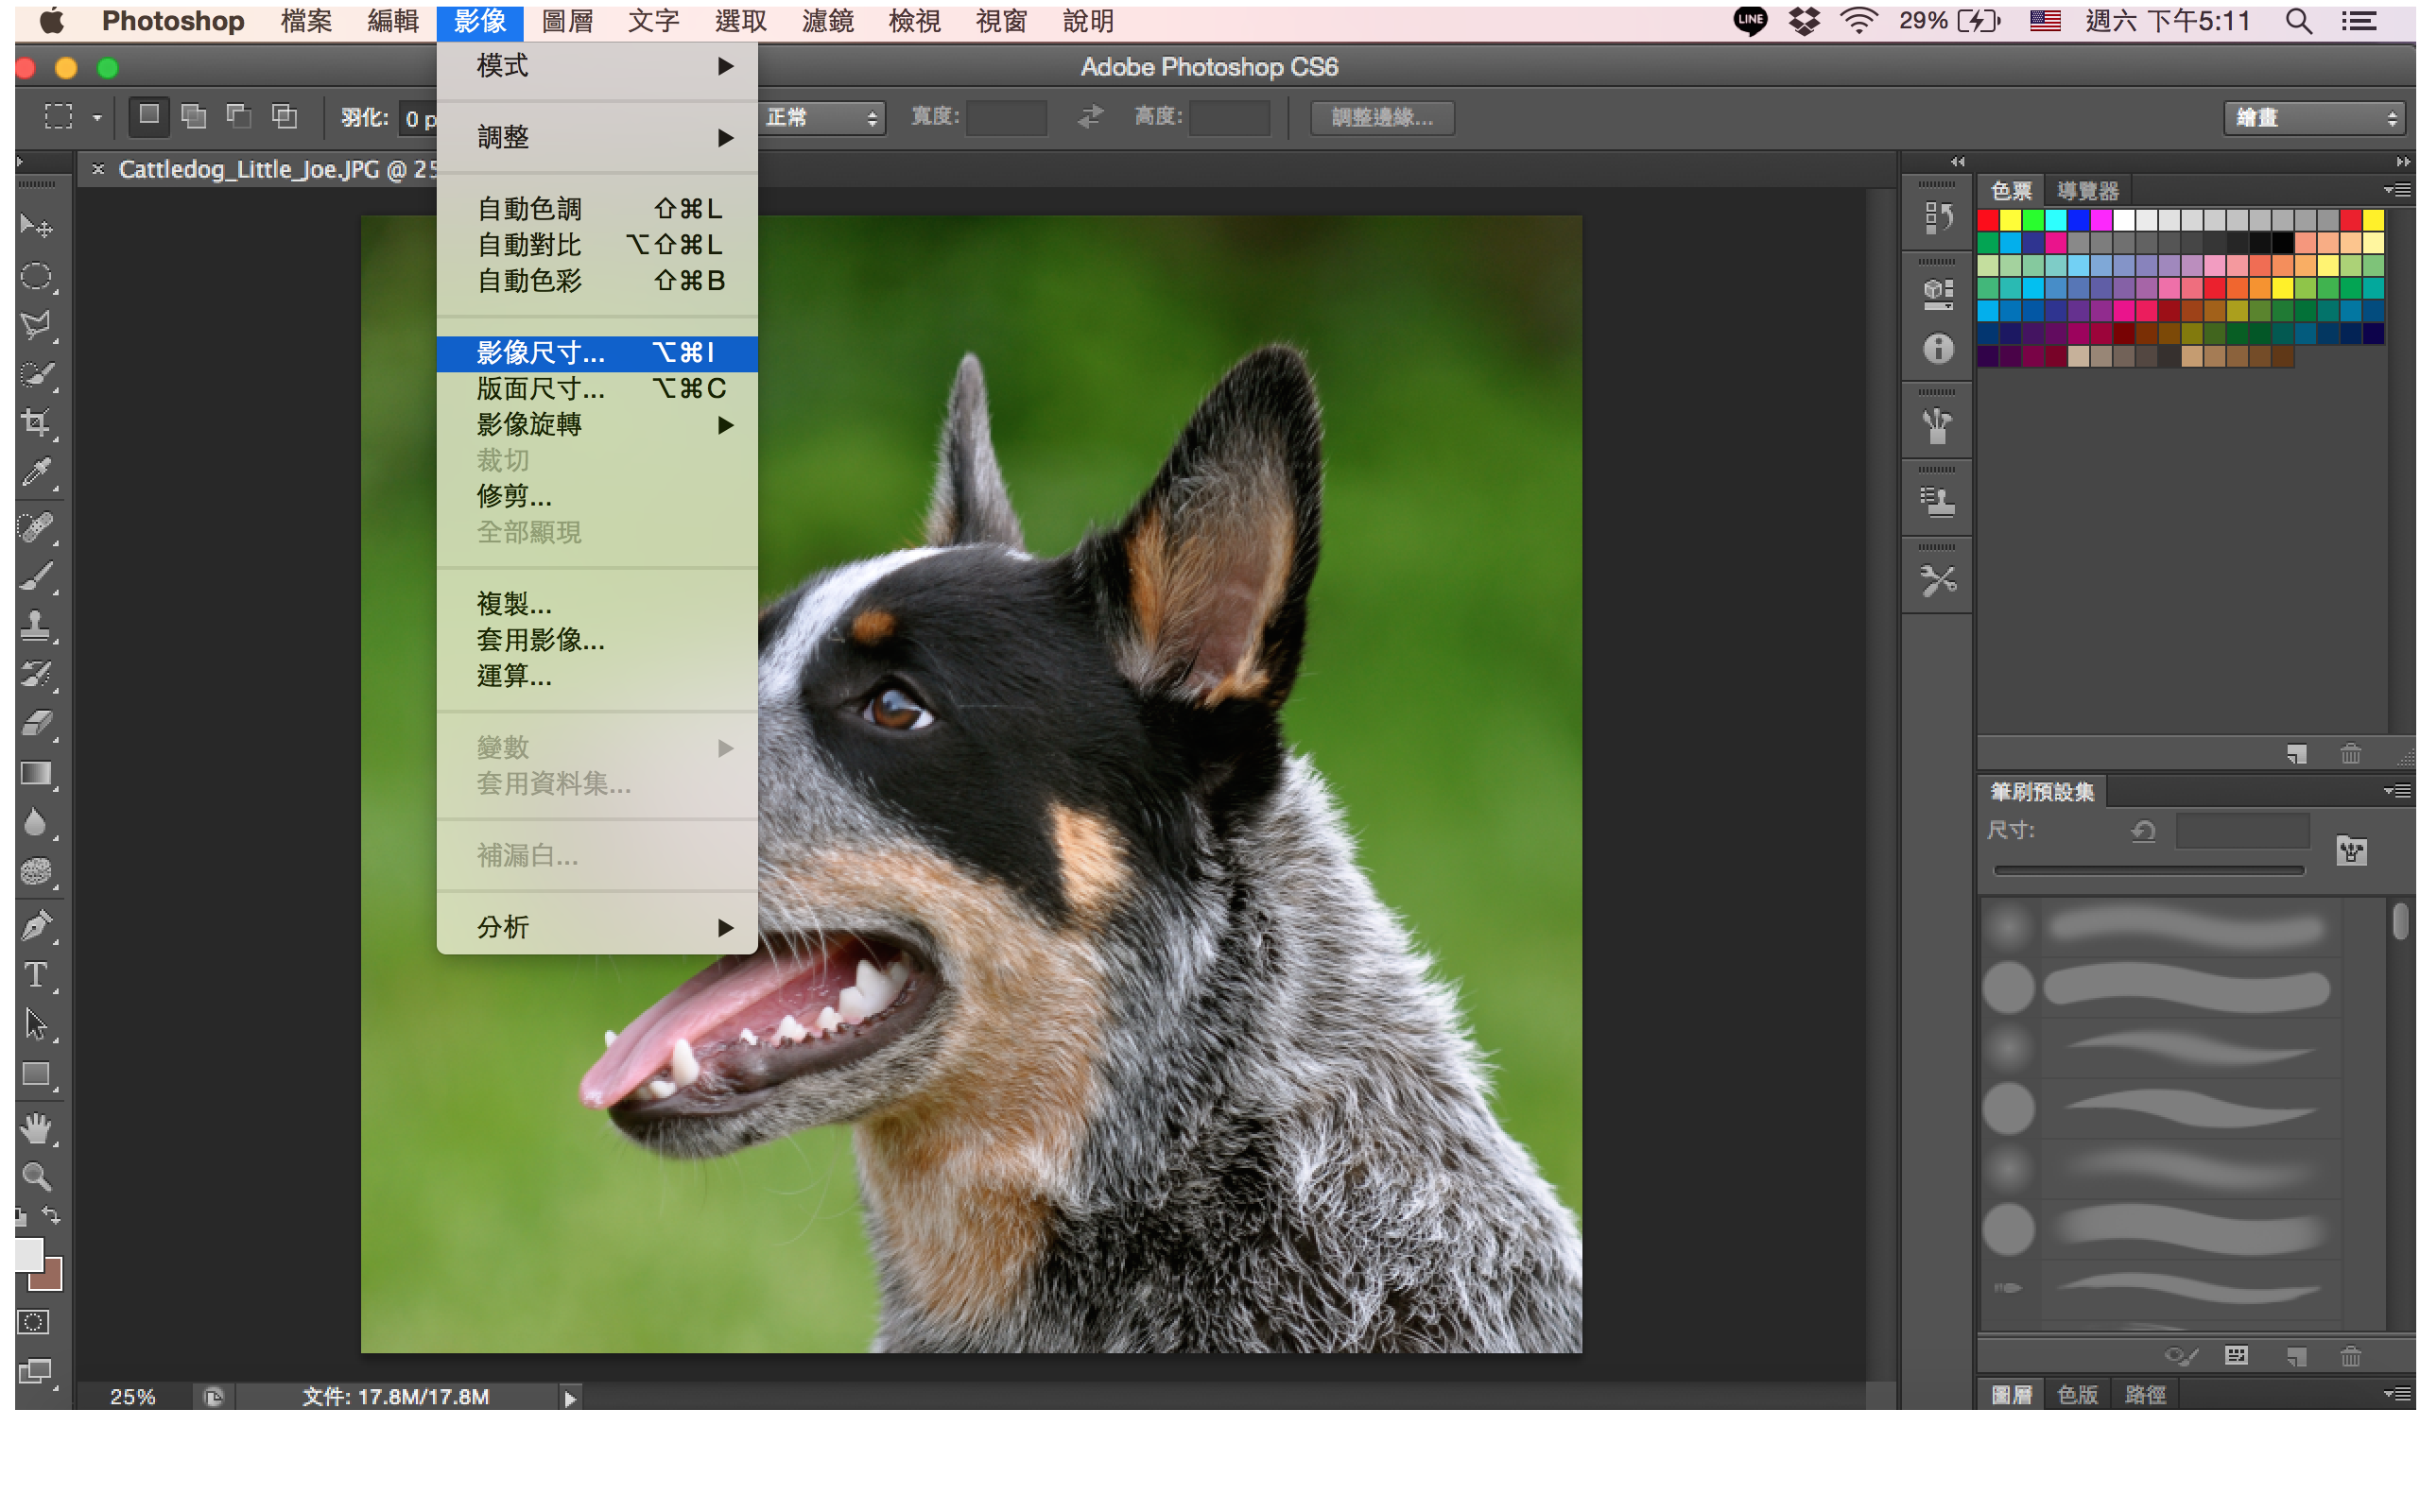 Photoshop 檔案 編輯 影像 圖層 文字 選取 濾鏡 檢視 視窗 說明 LINE 29% 週六 下午5:11
Adobe Photoshop CS6
羽化: 0 p 正常 寬度: 高度: 調整邊緣... 繪畫
× Cattledog_Little_Joe.JPG @ 25
模式
調整
自動色調 ⇧⌘L
自動對比 ⌥⇧⌘L
自動色彩 ⇧⌘B
影像尺寸... ⌥⌘I
版面尺寸... ⌥⌘C
影像旋轉
裁切
修剪...
全部顯現
複製...
套用影像...
運算...
變數
套用資料集...
補漏白...
分析
色票 導覽器
筆刷預設集
尺寸:
25% 文件: 17.8M/17.8M
圖層 色版 路徑